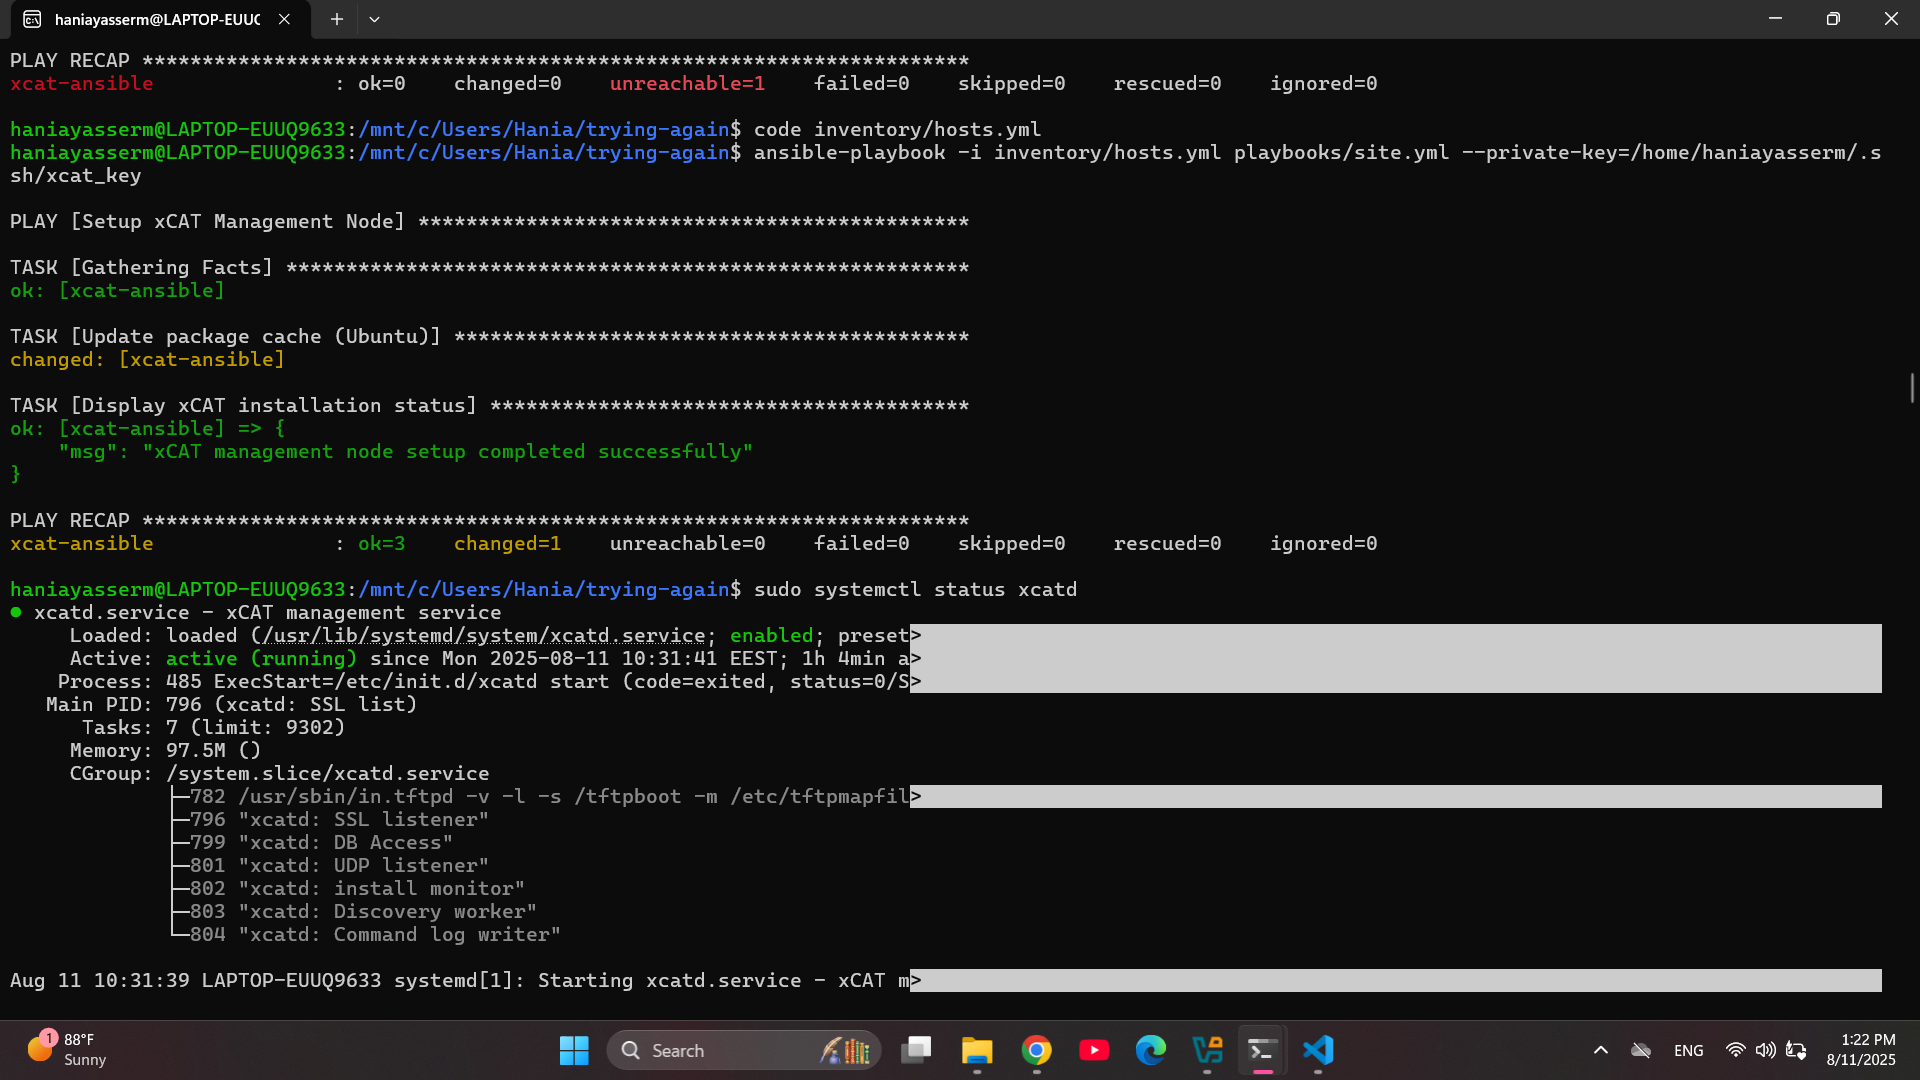 haniayasserm@LAPTOP-EUUC
PLAY RECAP *********************************************************************
xcat-ansible : ok=0 changed=0 unreachable=1 failed=0 skipped=0 rescued=0 ignored=0
haniayasserm@LAPTOP-EUUQ9633:/mnt/c/Users/Hania/trying-again$ code inventory/hosts.yml
haniayasserm@LAPTOP-EUUQ9633:/mnt/c/Users/Hania/trying-again$ ansible-playbook -i inventory/hosts.yml playbooks/site.yml --private-key=/home/haniayasserm/.s
sh/xcat_key
PLAY [Setup xCAT Management Node] **********************************************
TASK [Gathering Facts] *********************************************************
ok: [xcat-ansible]
TASK [Update package cache (Ubuntu)] *******************************************
changed: [xcat-ansible]
TASK [Display xCAT installation status] ****************************************
ok: [xcat-ansible] => {
    "msg": "xCAT management node setup completed successfully"
}
PLAY RECAP *********************************************************************
xcat-ansible : ok=3 changed=1 unreachable=0 failed=0 skipped=0 rescued=0 ignored=0
haniayasserm@LAPTOP-EUUQ9633:/mnt/c/Users/Hania/trying-again$ sudo systemctl status xcatd
● xcatd.service - xCAT management service
     Loaded: loaded (/usr/lib/systemd/system/xcatd.service; enabled; preset>
     Active: active (running) since Mon 2025-08-11 10:31:41 EEST; 1h 4min a>
    Process: 485 ExecStart=/etc/init.d/xcatd start (code=exited, status=0/S>
   Main PID: 796 (xcatd: SSL list)
      Tasks: 7 (limit: 9302)
     Memory: 97.5M ()
     CGroup: /system.slice/xcatd.service
             ├─782 /usr/sbin/in.tftpd -v -l -s /tftpboot -m /etc/tftpmapfil>
             ├─796 "xcatd: SSL listener"
             ├─799 "xcatd: DB Access"
             ├─801 "xcatd: UDP listener"
             ├─802 "xcatd: install monitor"
             ├─803 "xcatd: Discovery worker"
             └─804 "xcatd: Command log writer"
Aug 11 10:31:39 LAPTOP-EUUQ9633 systemd[1]: Starting xcatd.service - xCAT m>
1
88°F
Sunny
Search
ENG
1:22 PM
8/11/2025